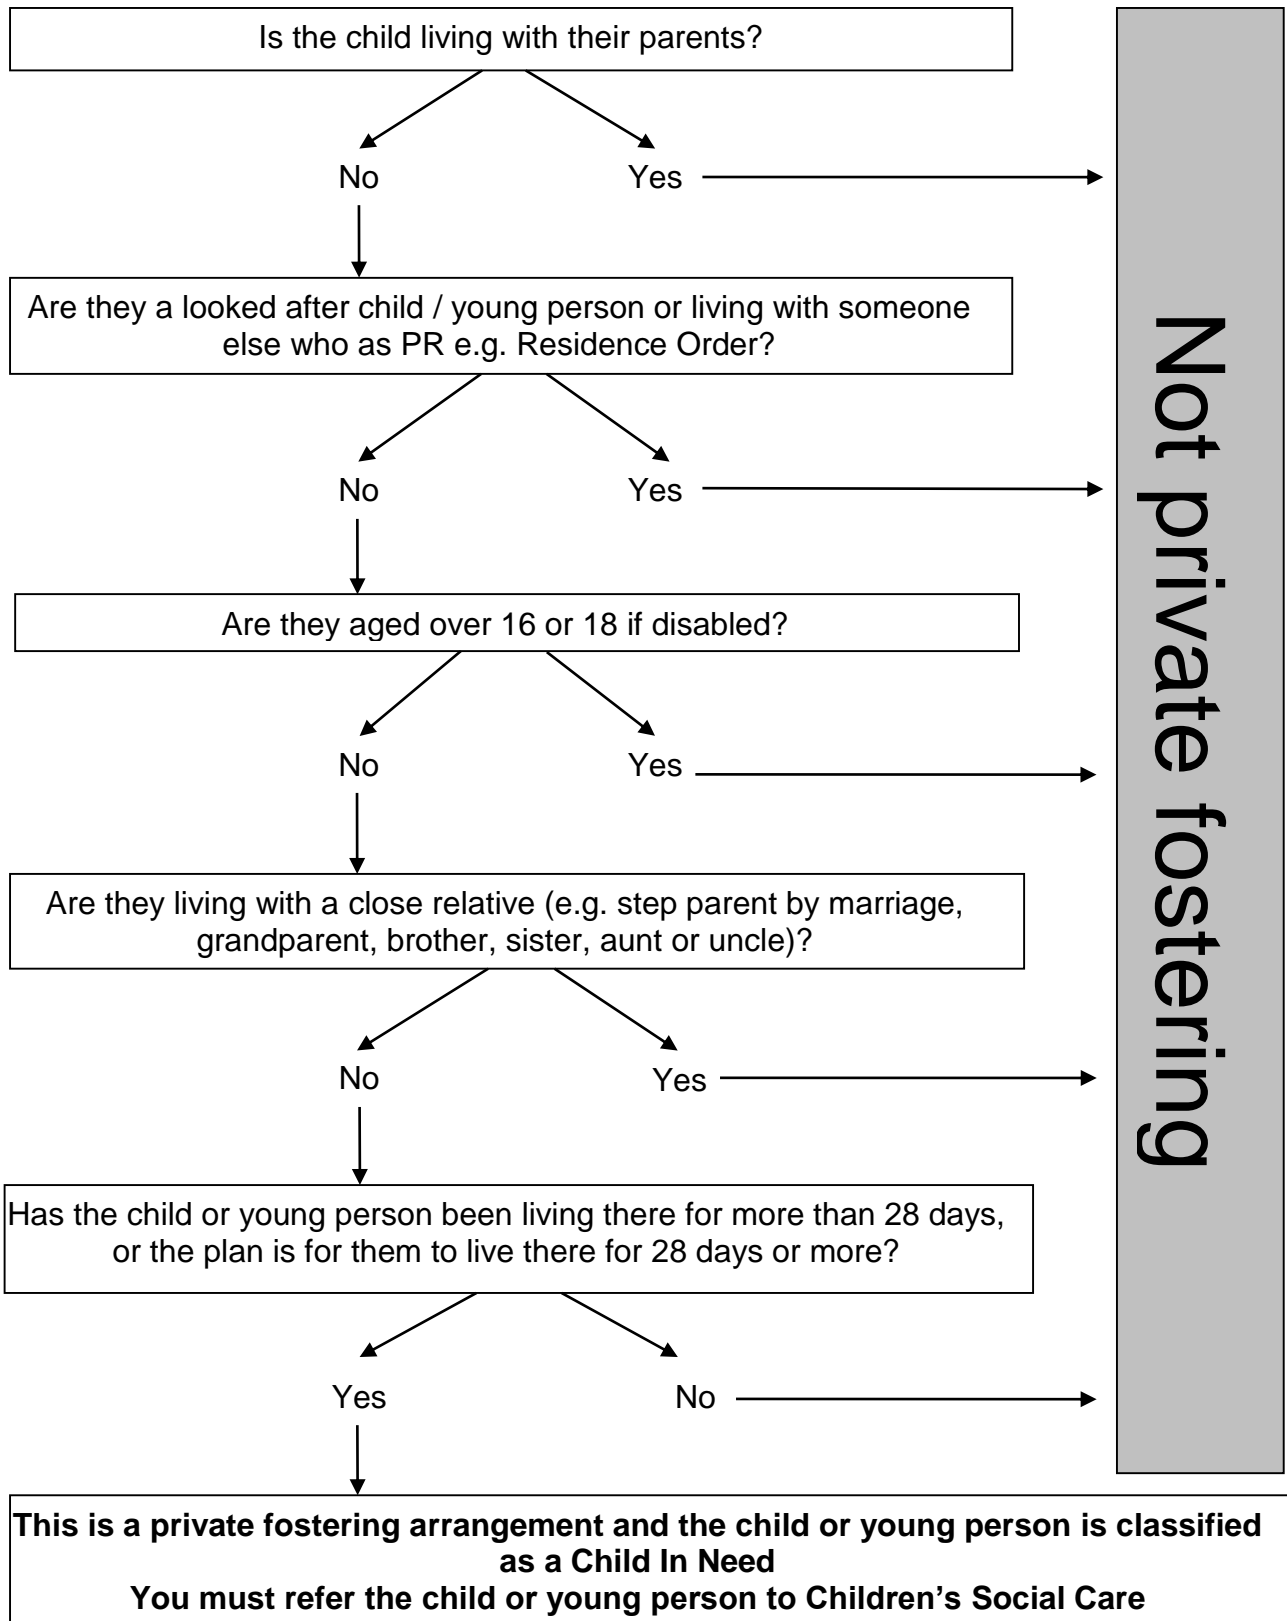 Is the child living with their parents?
No
Yes
Are they a looked after child / young person or living with someone
else who as PR e.g. Residence Order?
No
Yes
Are they aged over 16 or 18 if disabled?
No
Yes
Are they living with a close relative (e.g. step parent by marriage,
grandparent, brother, sister, aunt or uncle)?
No
Yes
Has the child or young person been living there for more than 28 days,
or the plan is for them to live there for 28 days or more?
Yes
No
This is a private fostering arrangement and the child or young person is classified
as a Child In Need
You must refer the child or young person to Children’s Social Care
Not private fostering